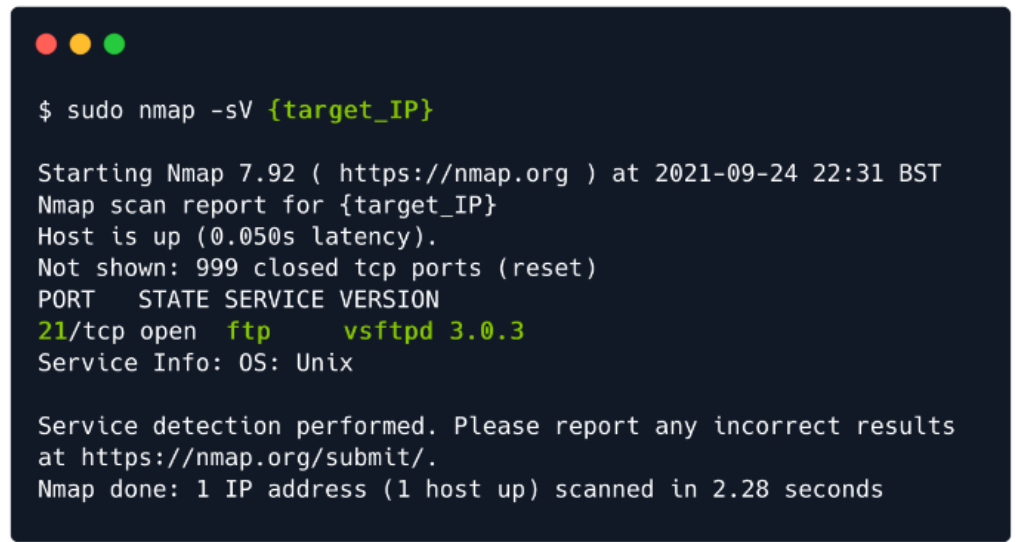 $ sudo nmap -sV {target_IP}
Starting Nmap 7.92 ( https://nmap.org ) at 2021-09-24 22:31 BST
Nmap scan report for {target_IP}
Host is up (0.050s latency).
Not shown: 999 closed tcp ports (reset)
PORT   STATE SERVICE VERSION
21/tcp open  ftp     vsftpd 3.0.3
Service Info: OS: Unix
Service detection performed. Please report any incorrect results
at https://nmap.org/submit/.
Nmap done: 1 IP address (1 host up) scanned in 2.28 seconds